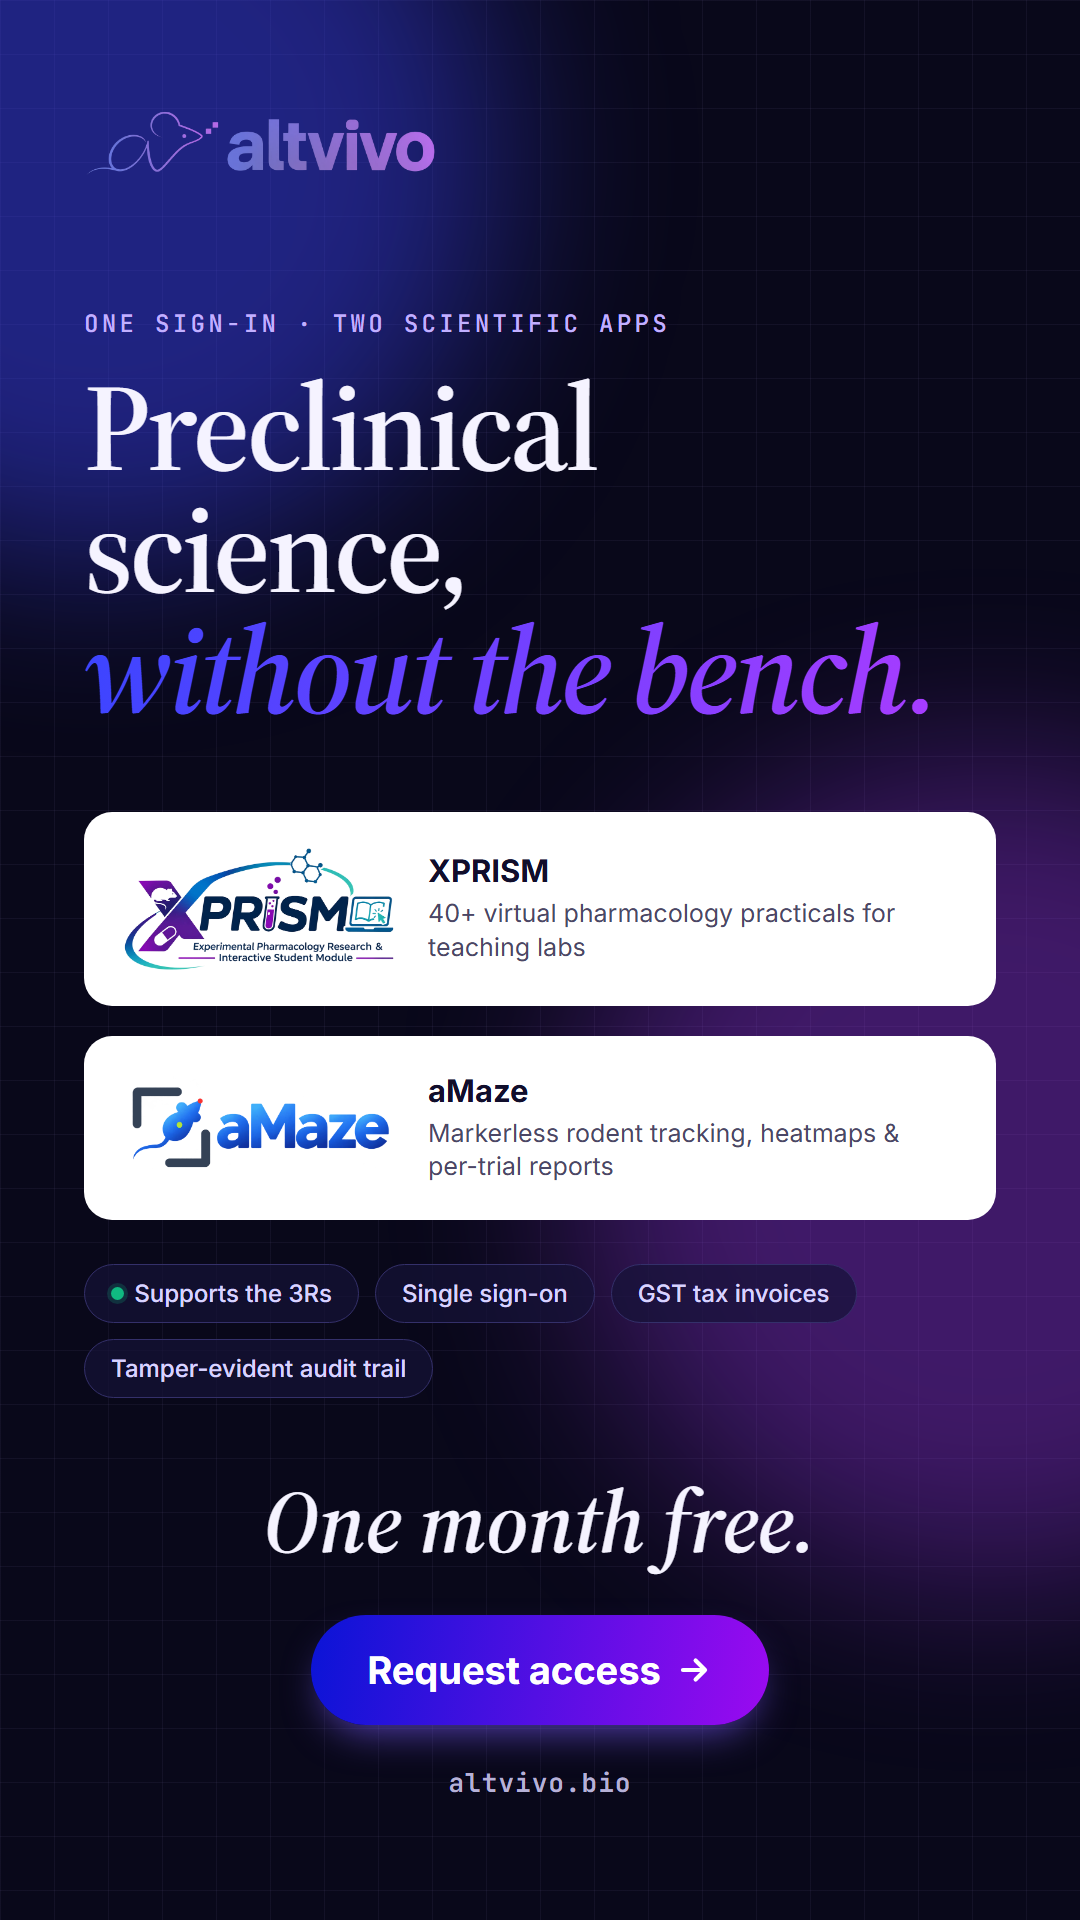 altvivo
ONE SIGN-IN · TWO SCIENTIFIC APPS
Preclinical
science,
without the bench.
XPRISM
Experimental Pharmacology Research &
Interactive Student Module
XPRISM
40+ virtual pharmacology practicals for
teaching labs
aMaze
aMaze
Markerless rodent tracking, heatmaps &
per-trial reports
Supports the 3Rs
Single sign-on
GST tax invoices
Tamper-evident audit trail
One month free.
Request access →
altvivo.bio